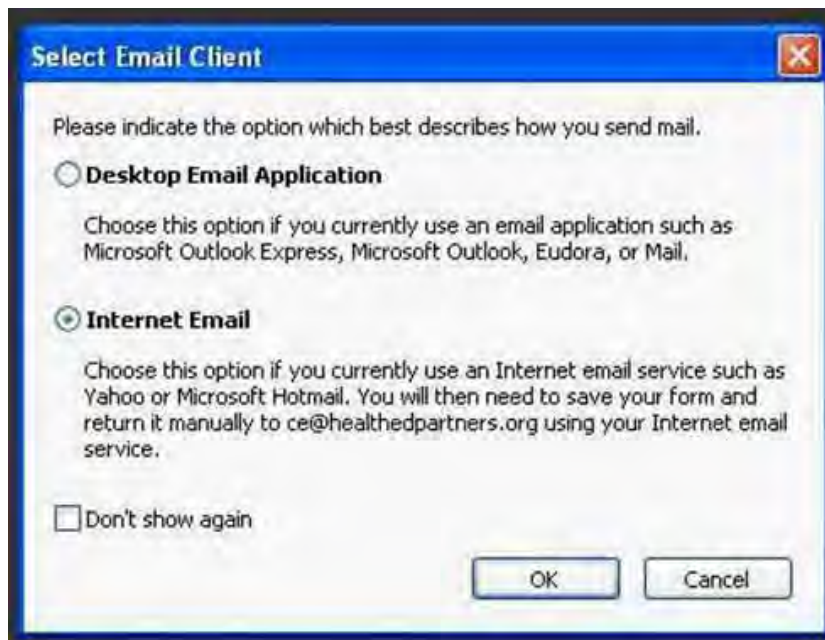 Select Email Client
Please indicate the option which best describes how you send mail.
Desktop Email Application
Choose this option if you currently use an email application such as
Microsoft Outlook Express, Microsoft Outlook, Eudora, or Mail.
Internet Email
Choose this option if you currently use an Internet email service such as
Yahoo or Microsoft Hotmail. You will then need to save your form and
return it manually to ce@healthedpartners.org using your Internet email
service.
Don't show again
OK
Cancel